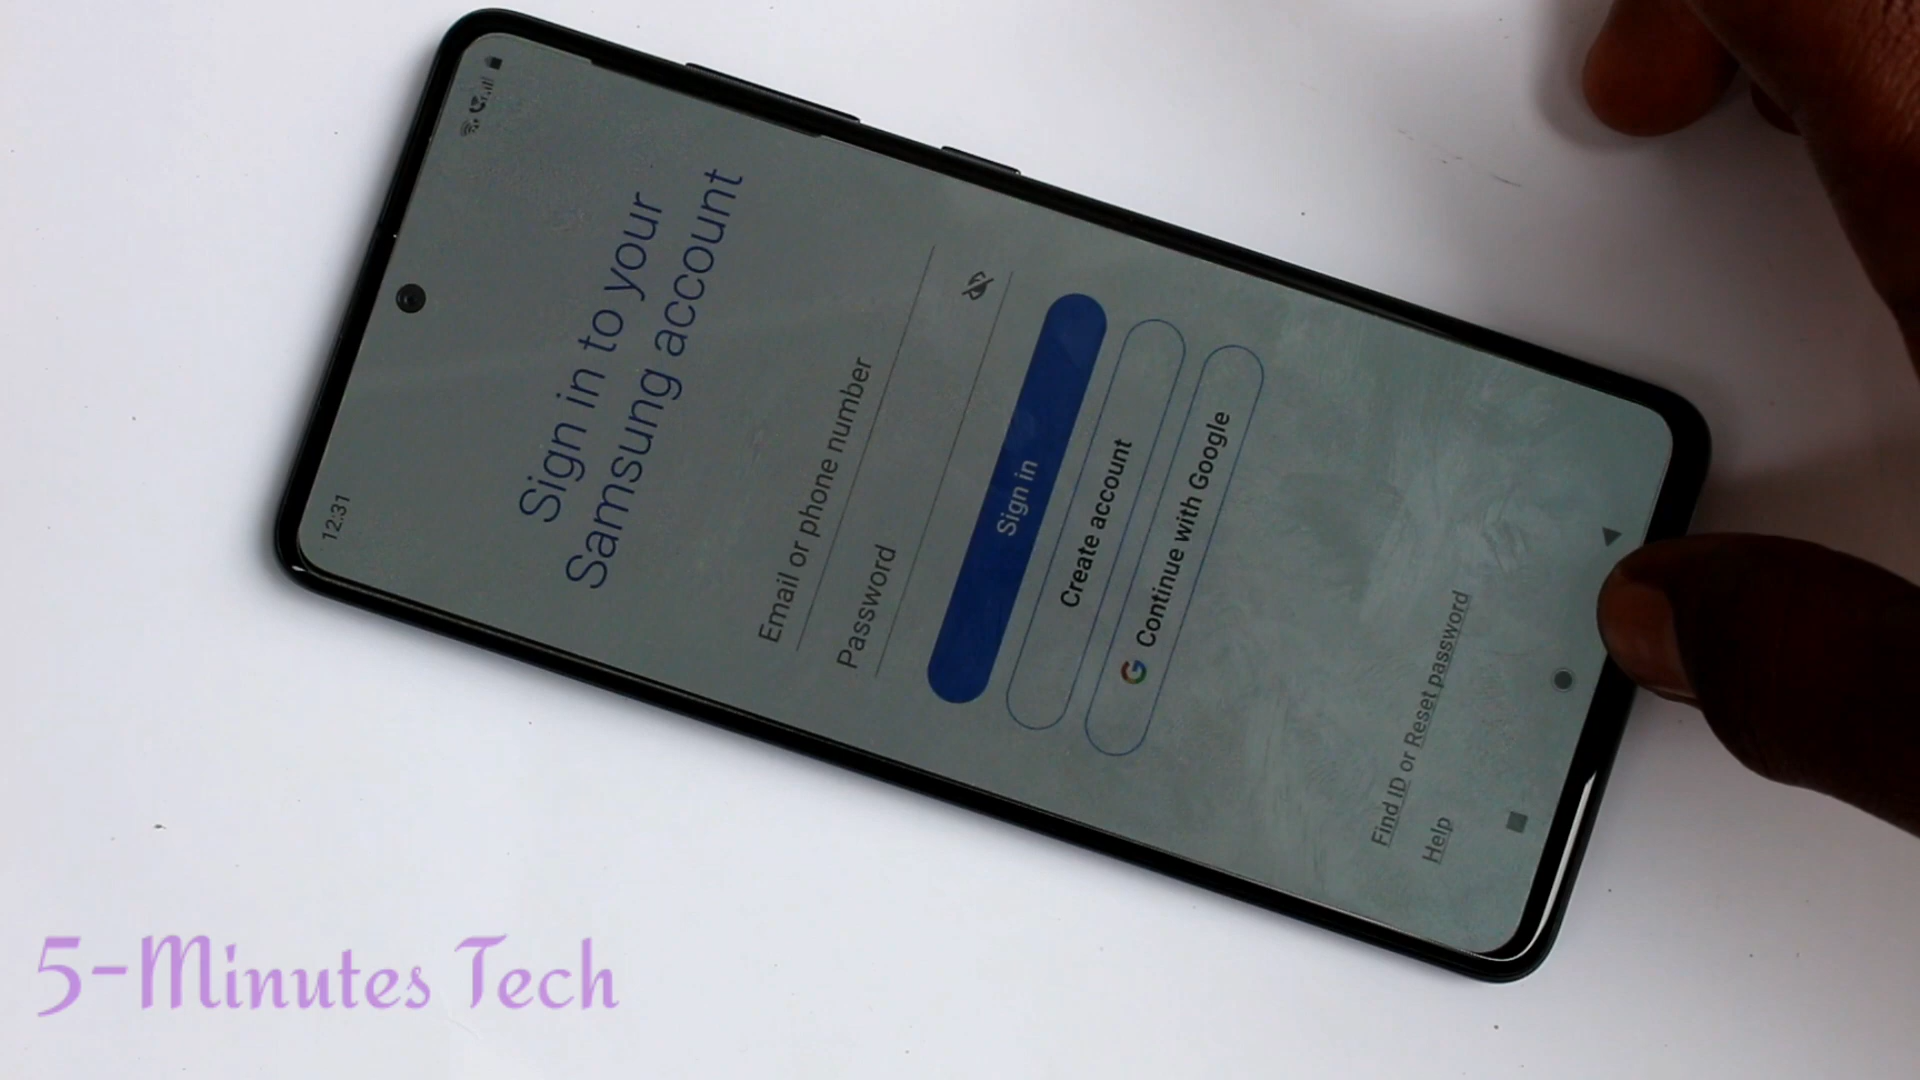 12:31
Sign in to your
Samsung account
Email or phone number
Password
Sign in
Create account
G Continue with Google
Find ID or Reset password
Help
5-Minutes Tech